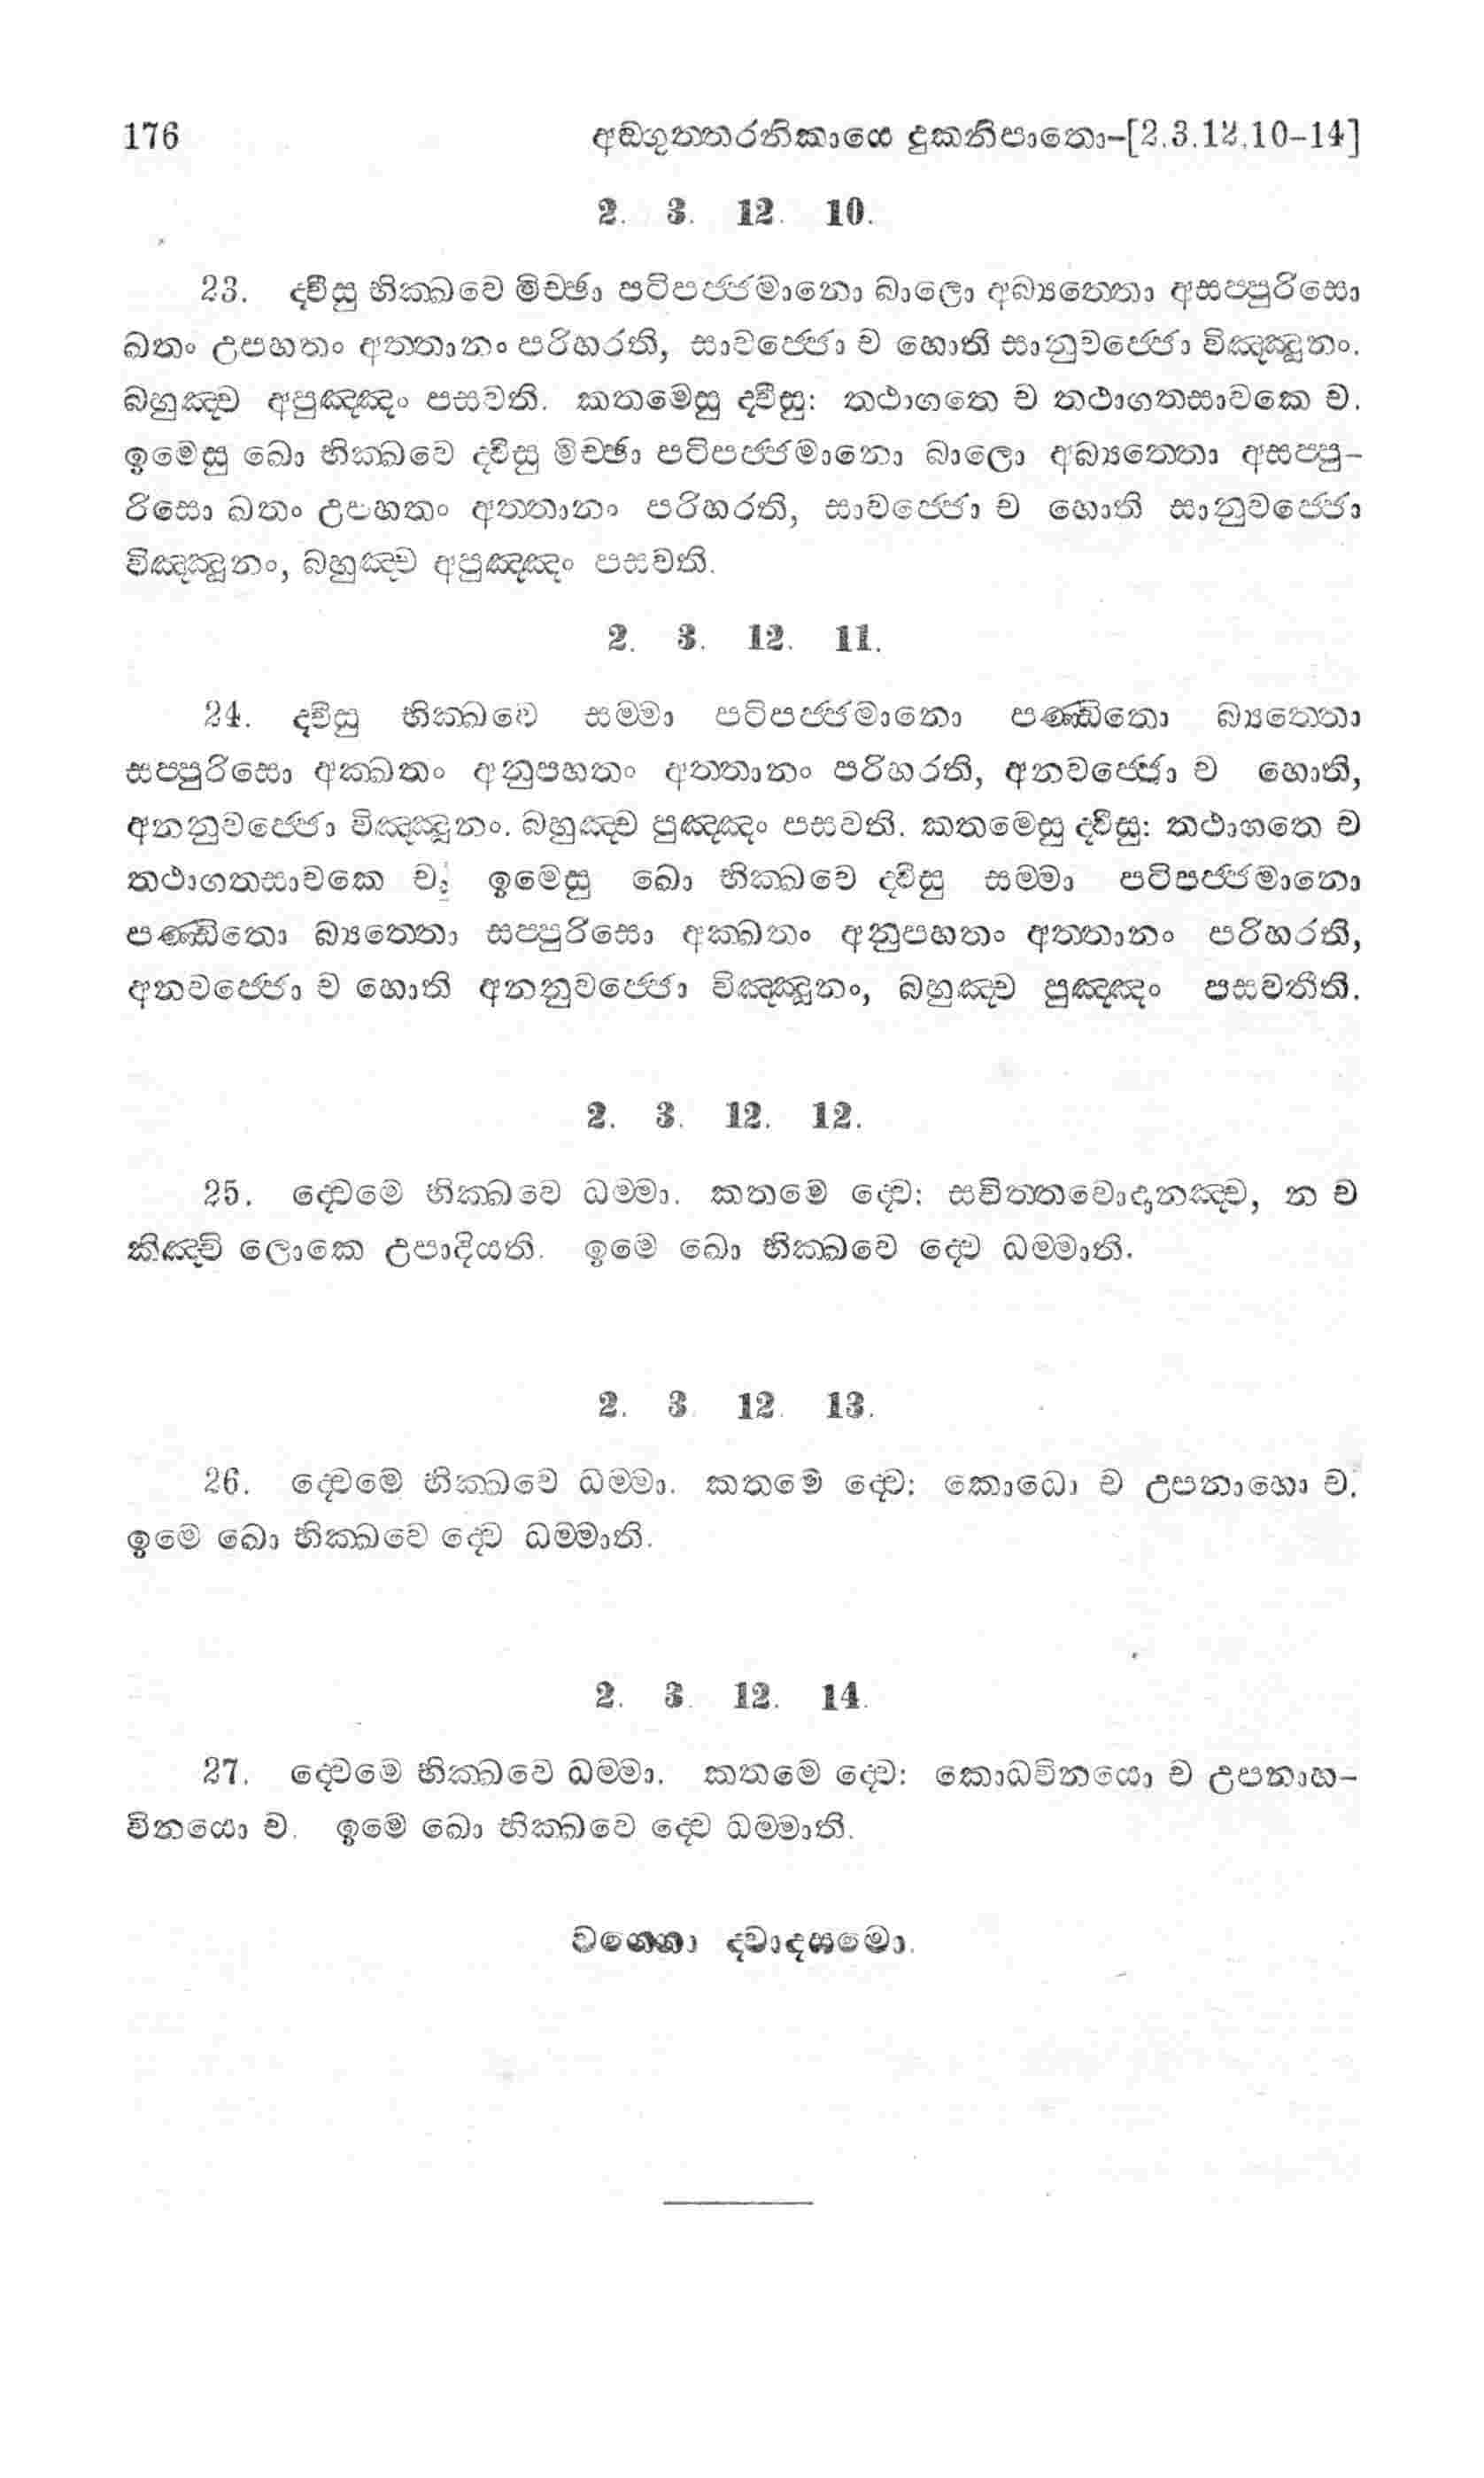 176 අඞ්ගුත්තරනිකායෙ දුකනිපාතො-[2.3.12.10-14]
2. 3. 12. 10.
23. ද්වීසු භික්ඛවෙ මිච්ඡා පටිපජ්ජමානො බාලො අබ්‍යත්තො අසප්පුරිසො
ඛතං උපහතං අත්තානං පරිහරති, සාවජ්ජො ච හොති සානුවජ්ජො විඤ්ඤූනං.
බහුඤ්ච අපුඤ්ඤං පසවති. කතමෙසු ද්වීසු: තථාගතෙ ච තථාගතසාවකෙ ච.
ඉමෙසු ඛො භික්ඛවෙ ද්වීසු මිච්ඡා පටිපජ්ජමානො බාලො අබ්‍යත්තො අසප්පු-
රිසො ඛතං උපහතං අත්තානං පරිහරති, සාවජ්ජො ච හොති සානුවජ්ජො
විඤ්ඤූනං, බහුඤ්ච අපුඤ්ඤං පසවති.
2. 3. 12. 11.
24. ද්වීසු භික්ඛවෙ සම්මා පටිපජ්ජමානො පණ්ඩිතො බ්‍යත්තො
සප්පුරිසො අක්ඛතං අනුපහතං අත්තානං පරිහරති, අනවජ්ජො ච හොති,
අනනුවජ්ජො විඤ්ඤූනං. බහුඤ්ච පුඤ්ඤං පසවති. කතමෙසු ද්වීසු: තථාගතෙ ච
තථාගතසාවකෙ ච: ඉමෙසු ඛො භික්ඛවෙ ද්වීසු සම්මා පටිපජ්ජමානො
පණ්ඩිතො බ්‍යත්තො සප්පුරිසො අක්ඛතං අනුපහතං අත්තානං පරිහරති,
අනවජ්ජො ච හොති අනනුවජ්ජො විඤ්ඤූනං, බහුඤ්ච පුඤ්ඤං පසවතීති.
2. 3. 12. 12.
25. ද්වෙමෙ භික්ඛවෙ ධම්මා. කතමෙ ද්වෙ: සචිත්තවොදානඤ්ච, න ච
කිඤ්චි ලොකෙ උපාදියති. ඉමෙ ඛො භික්ඛවෙ ද්වෙ ධම්මාති.
2. 3 12. 13.
26. ද්වෙමෙ භික්ඛවෙ ධම්මා. කතමෙ ද්වෙ: කොධො ච උපනාහො ච.
ඉමෙ ඛො භික්ඛවෙ ද්වෙ ධම්මාති.
2. 3. 12. 14.
27. ද්වෙමෙ භික්ඛවෙ ධම්මා. කතමෙ ද්වෙ: කොධවිනයො ච උපනාහ-
විනයො ච. ඉමෙ ඛො භික්ඛවෙ ද්වෙ ධම්මාති.
වග්ගො ද්වාදසමො.